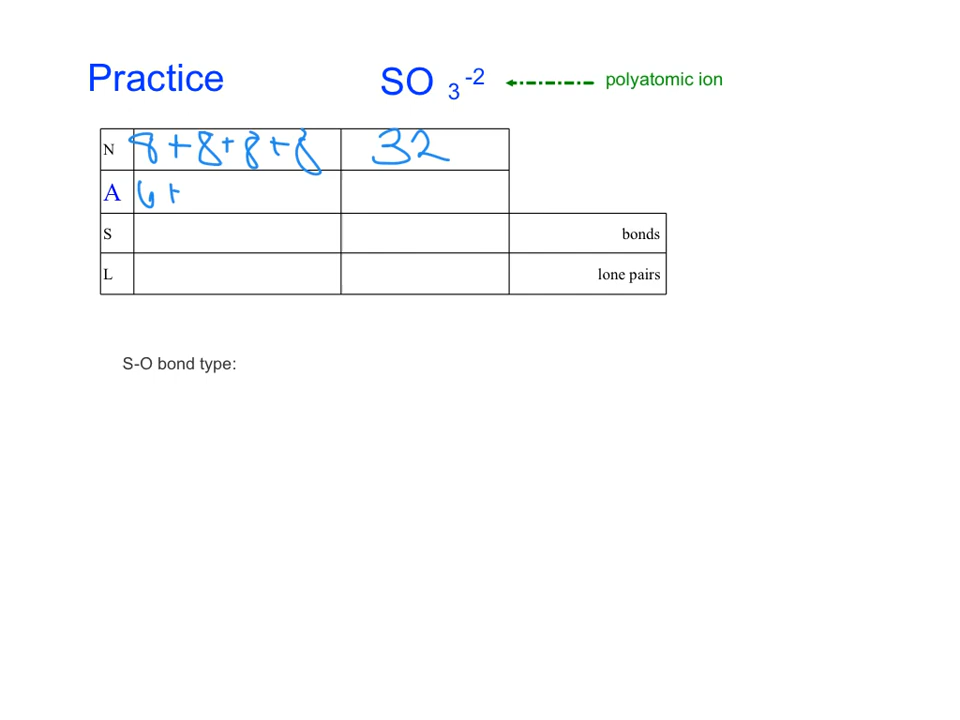 Practice SO 3 -2 polyatomic ion
N 8+8+8+8 32
A 6+
S bonds
L lone pairs
S-O bond type: